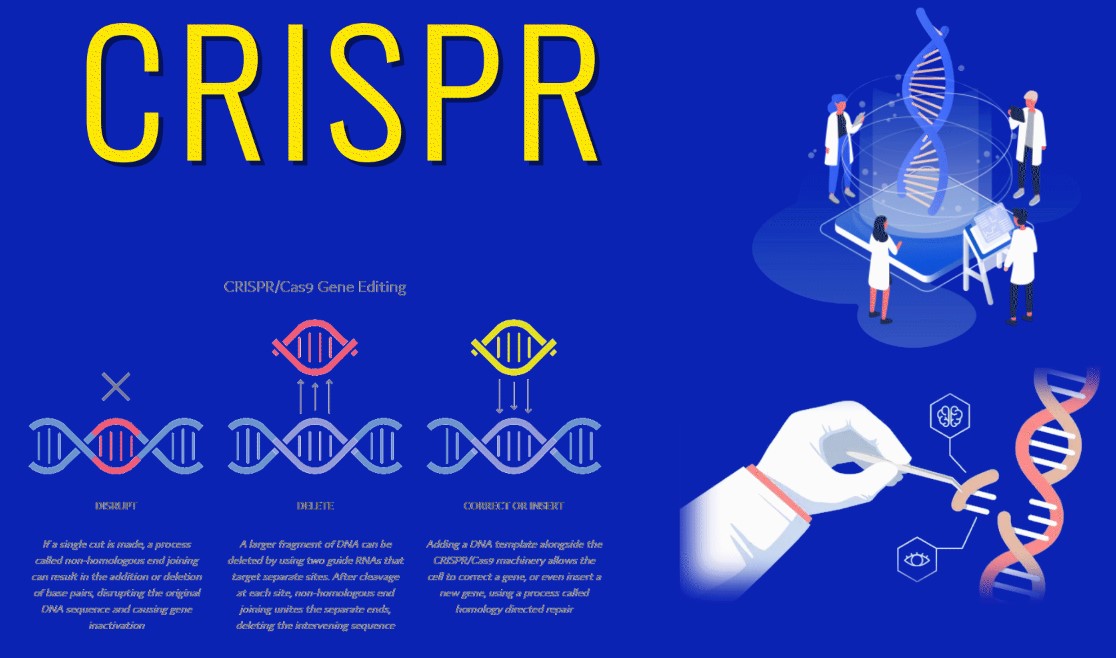 CRISPR
CRISPR/Cas9 Gene Editing
DISRUPT
If a single cut is made, a process
called non-homologous end joining
can result in the addition or deletion
of base pairs, disrupting the original
DNA sequence and causing gene
inactivation
DELETE
A larger fragment of DNA can be
deleted by using two guide RNAs that
target separate sites. After cleavage
at each site, non-homologous end
joining unites the separate ends,
deleting the intervening sequence
CORRECT OR INSERT
Adding a DNA template alongside the
CRISPR/Cas9 machinery allows the
cell to correct a gene, or even insert a
new gene, using a process called
homology directed repair